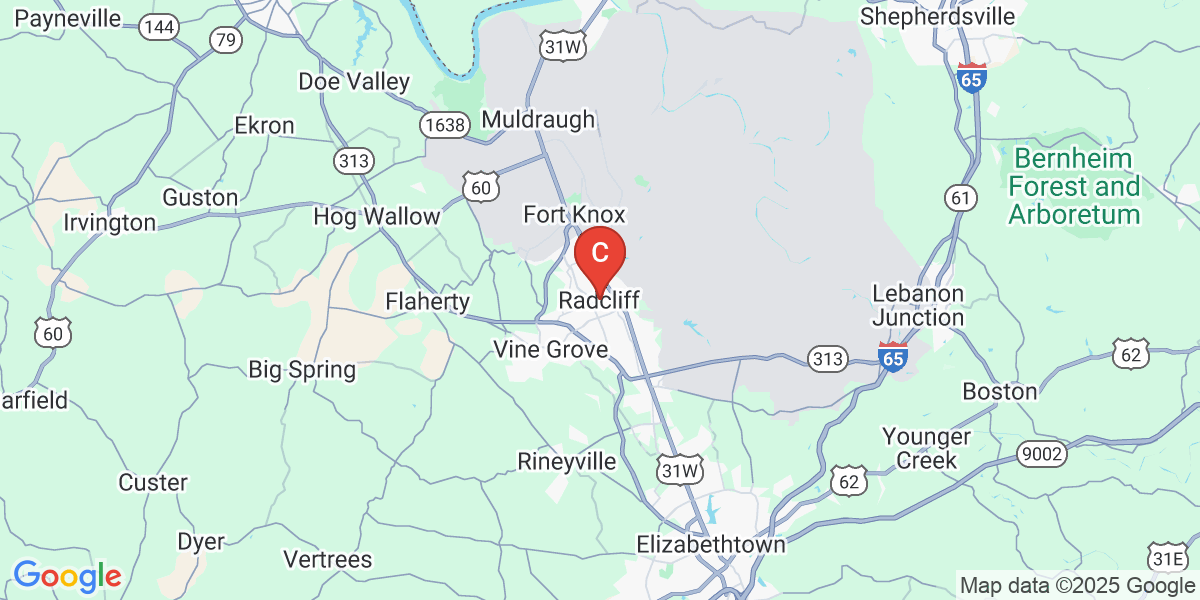 Payneville
144
79
31W
Shepherdsville
65
Doe Valley
Ekron
1638
Muldraugh
313
60
Guston
Irvington
Hog Wallow
Fort Knox
61
Bernheim
Forest and
Arboretum
C
Radcliff
Flaherty
Lebanon
Junction
60
Vine Grove
313
65
62
Big Spring
arfield
Boston
Younger
Creek
9002
Rineyville
31W
62
Custer
Dyer
Vertrees
Elizabethtown
31E
Google
Map data ©2025 Google